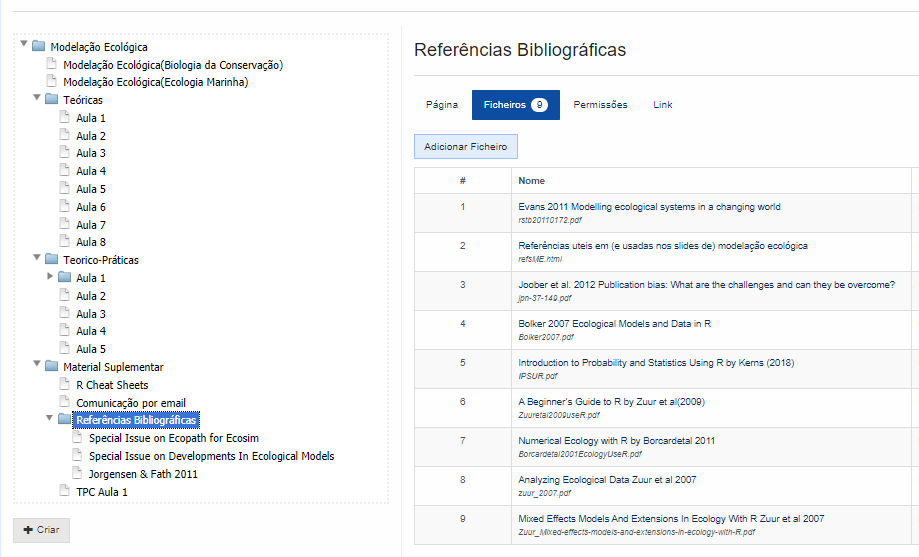 Modelação Ecológica
Modelação Ecológica(Biologia da Conservação)
Modelação Ecológica(Ecologia Marinha)
Teóricas
Aula 1
Aula 2
Aula 3
Aula 4
Aula 5
Aula 6
Aula 7
Aula 8
Teorico-Práticas
Aula 1
Aula 2
Aula 3
Aula 4
Aula 5
Material Suplementar
R Cheat Sheets
Comunicação por email
Referências Bibliográficas
Special Issue on Ecopath for Ecosim
Special Issue on Developments In Ecological Models
Jorgensen & Fath 2011
TPC Aula 1
Criar
Referências Bibliográficas
Página Ficheiros 9 Permissões Link
Adicionar Ficheiro
# Nome
1 Evans 2011 Modelling ecological systems in a changing world
rstb20110172.pdf
2 Referências uteis em (e usadas nos slides de) modelação ecológica
refsME.html
3 Joober et al. 2012 Publication bias: What are the challenges and can they be overcome?
jpn-37-149.pdf
4 Bolker 2007 Ecological Models and Data in R
Bolker2007.pdf
5 Introduction to Probability and Statistics Using R by Kerns (2018)
IPSUR.pdf
6 A Beginner's Guide to R by Zuur et al(2009)
Zuuretal2009useR.pdf
7 Numerical Ecology with R by Borcardetal 2011
Borcardetal2001EcologyUseR.pdf
8 Analyzing Ecological Data Zuur et al 2007
zuur_2007.pdf
9 Mixed Effects Models And Extensions In Ecology With R Zuur et al 2007
Zuur_Mixed-effects-models-and-extensions-in-ecology-with-R.pdf